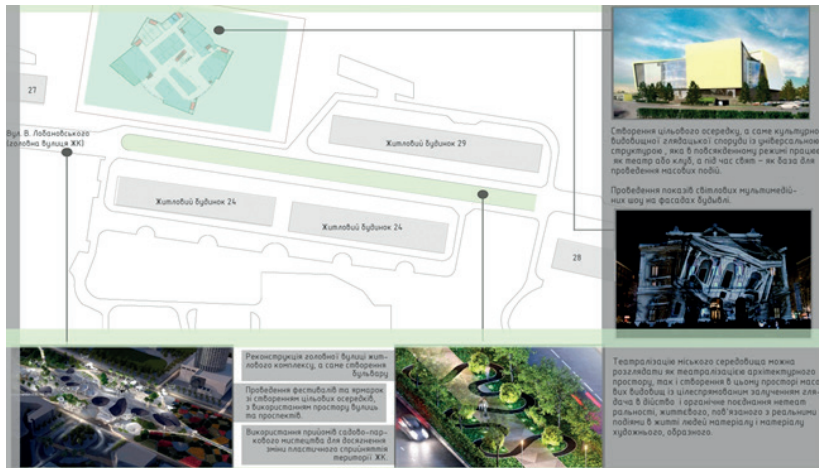 27
Вул. В. Лобановського
(головна вулиця ЖК)
Житловий будинок 29
Житловий будинок 24
Житловий будинок 24
28
Створення цільового осередку, а саме культурно
видовищної глядацької споруди із універсальною
структурою , яка в повсякденному режимі працює
як театр або клуб, а під час свят – як база для
проведення масових подій.
Проведення показів світлових мультимедій-
них шоу на фасадах будівлі.
Реконструкція головної вулиці жит-
лового комплексу, а саме створення
бульвару
Проведення фестивалів та ярмарок
зі створенням цільових осередків,
з використанням простору вулиць
та проспектів.
Використання прийомів садово-пар-
кового мистецтва для досягнення
зміни пластичного сприйняття
території ЖК.
Театралізацію міського середовища можна
розглядати як театралізацією архітектурного
простору, так і створення в цьому просторі масо
вих видовищ із цілеспрямованим залученням гля-
дача в дійство і органічне поєднання нетеат
ральності, життєвого, пов'язаного з реальними
подіями в житті людей матеріалу і матеріалу
художнього, образного.